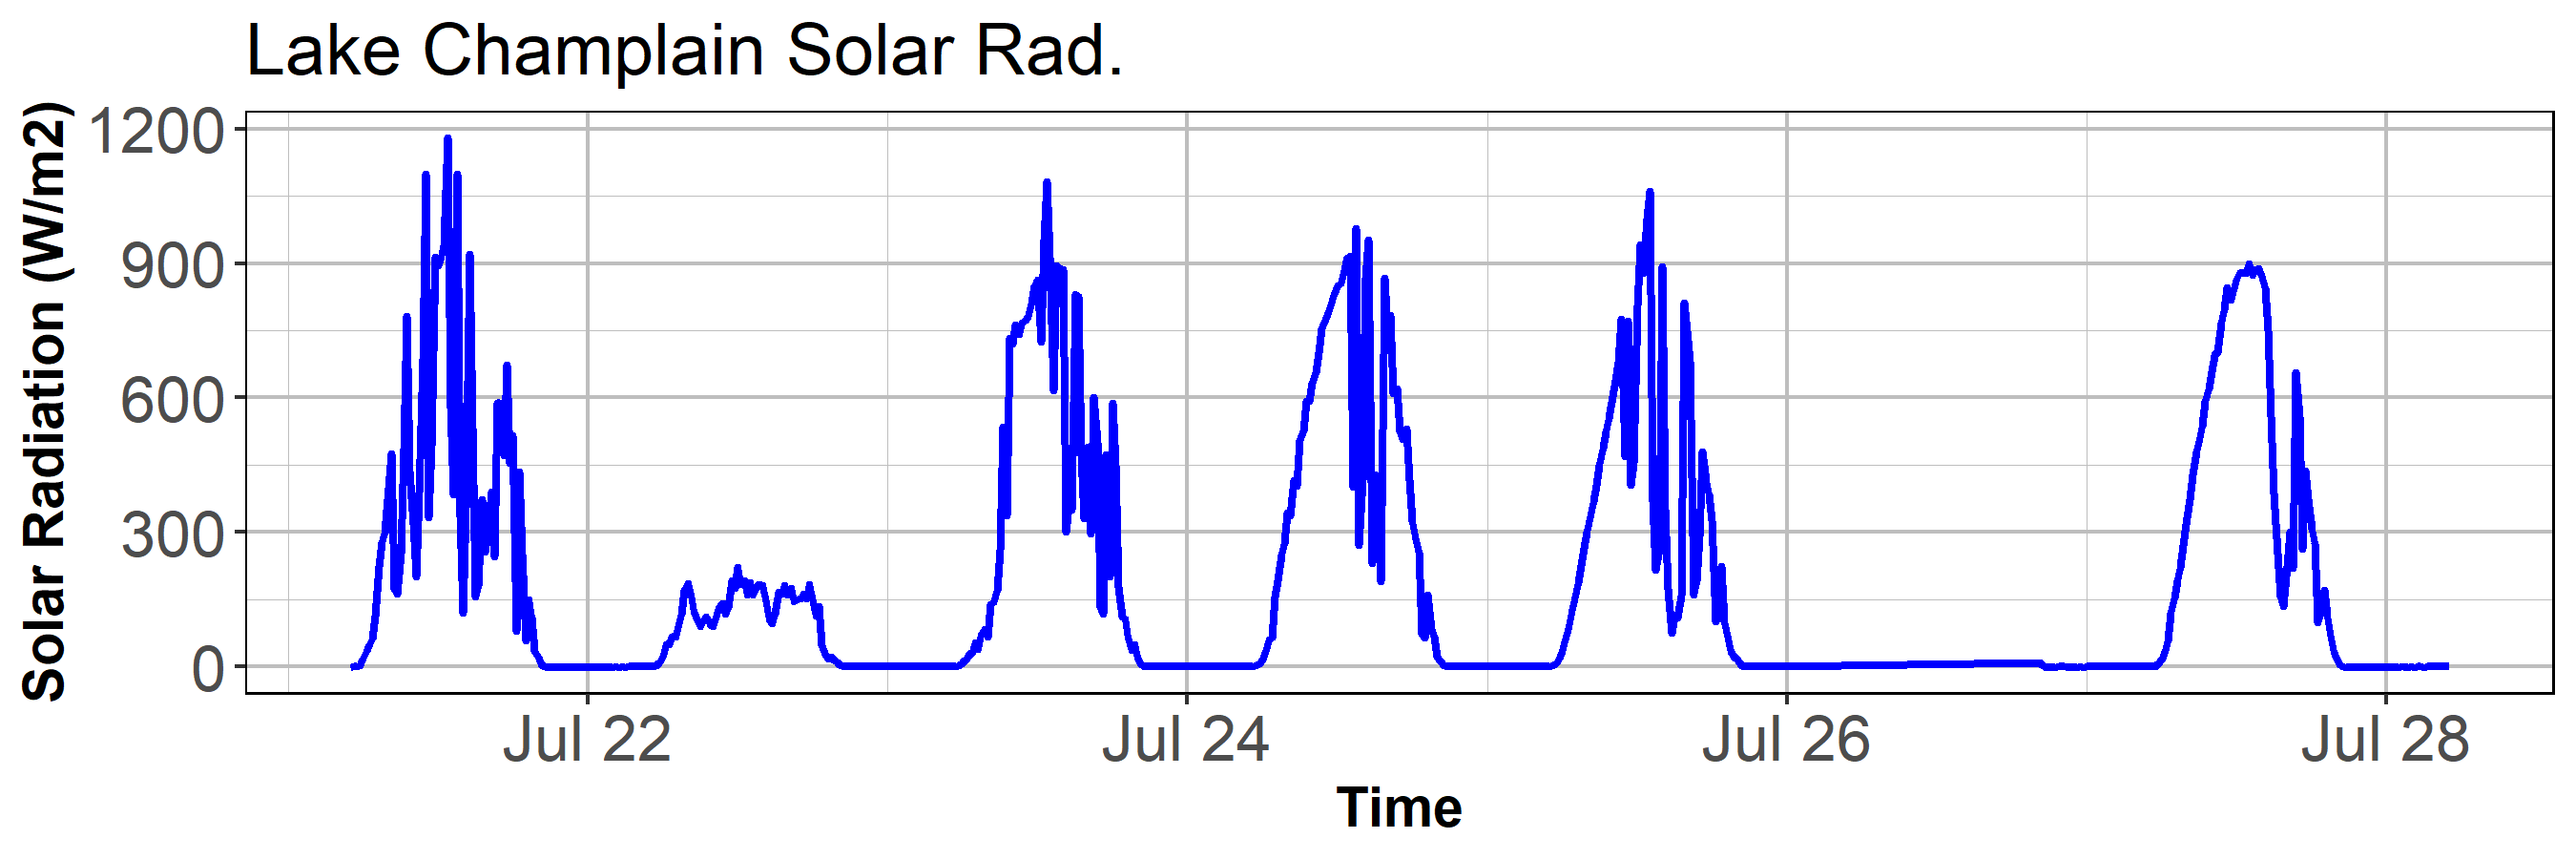 Lake Champlain Solar Rad.
Solar Radiation (W/m2)
1200
900
600
300
0
Jul 22
Jul 24
Jul 26
Jul 28
Time